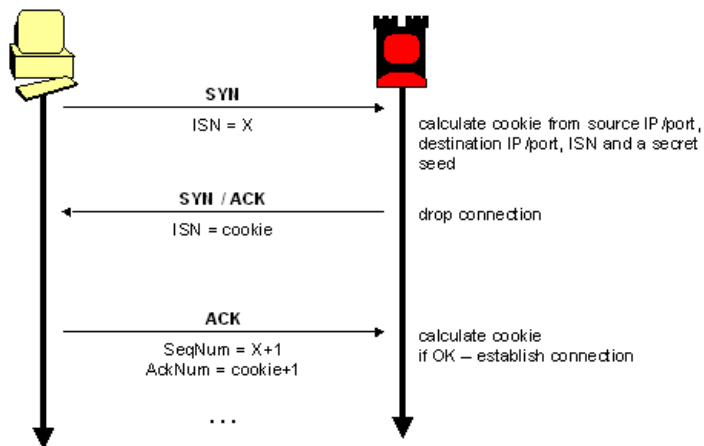 SYN
ISN = X
calculate cookie from source IP/port,
destination IP/port, ISN and a secret
seed
SYN / ACK
ISN = cookie
drop connection
ACK
SeqNum = X+1
AckNum = cookie+1
calculate cookie
if OK – establish connection
...